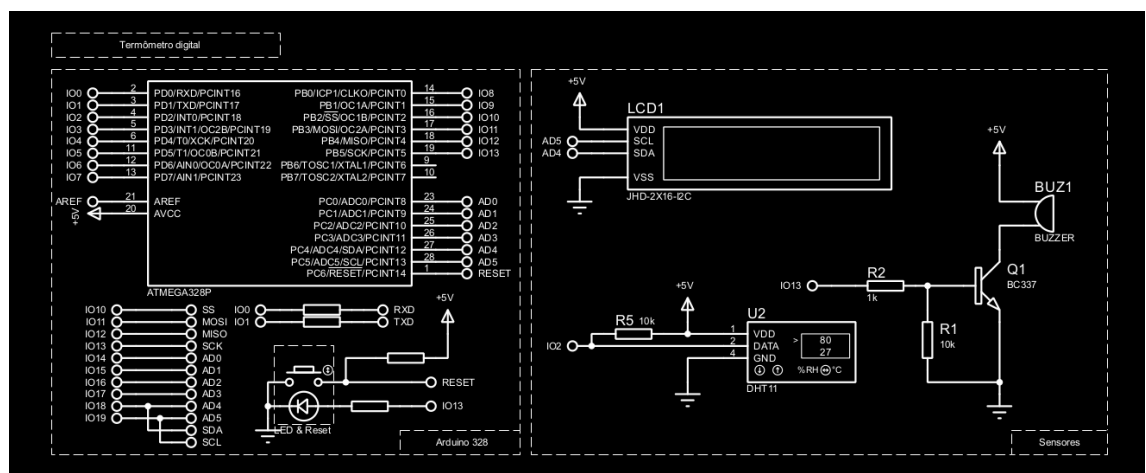 Termômetro digital
IO0 2 PD0/RXD/PCINT16 PB0/ICP1/CLKO/PCINT0 14 IO8
IO1 3 PD1/TXD/PCINT17 PB1/OC1A/PCINT1 15 IO9
IO2 4 PD2/INT0/PCINT18 PB2/SS/OC1B/PCINT2 16 IO10
IO3 5 PD3/INT1/OC2B/PCINT19 PB3/MOSI/OC2A/PCINT3 17 IO11
IO4 6 PD4/T0/XCK/PCINT20 PB4/MISO/PCINT4 18 IO12
IO5 11 PD5/T1/OC0B/PCINT21 PB5/SCK/PCINT5 19 IO13
IO6 12 PD6/AIN0/OC0A/PCINT22 PB6/TOSC1/XTAL1/PCINT6 9
IO7 13 PD7/AIN1/PCINT23 PB7/TOSC2/XTAL2/PCINT7 10
AREF 21 AREF PC0/ADC0/PCINT8 23 AD0
+5V 20 AVCC PC1/ADC1/PCINT9 24 AD1
PC2/ADC2/PCINT10 25 AD2
PC3/ADC3/PCINT11 26 AD3
PC4/ADC4/SDA/PCINT12 27 AD4
PC5/ADC5/SCL/PCINT13 28 AD5
PC6/RESET/PCINT14 1 RESET
ATMEGA328P
IO10 SS
IO11 MOSI
IO12 MISO
IO13 SCK
IO14 AD0
IO15 AD1
IO16 AD2
IO17 AD3
IO18 AD4
IO19 AD5
SDA
SCL
IO0 RXD
IO1 TXD
+5V
RESET
IO13
LED & Reset
Arduino 328
+5V
LCD1
VDD
AD5 SCL
AD4 SDA
VSS
JHD-2X16-I2C
+5V
BUZ1
BUZZER
R2
IO13
1k
Q1
BC337
R1
10k
+5V
R5 10k
IO2
U2
1 VDD
2 DATA
4 GND
> 80
27
%RH °C
DHT11
Sensores